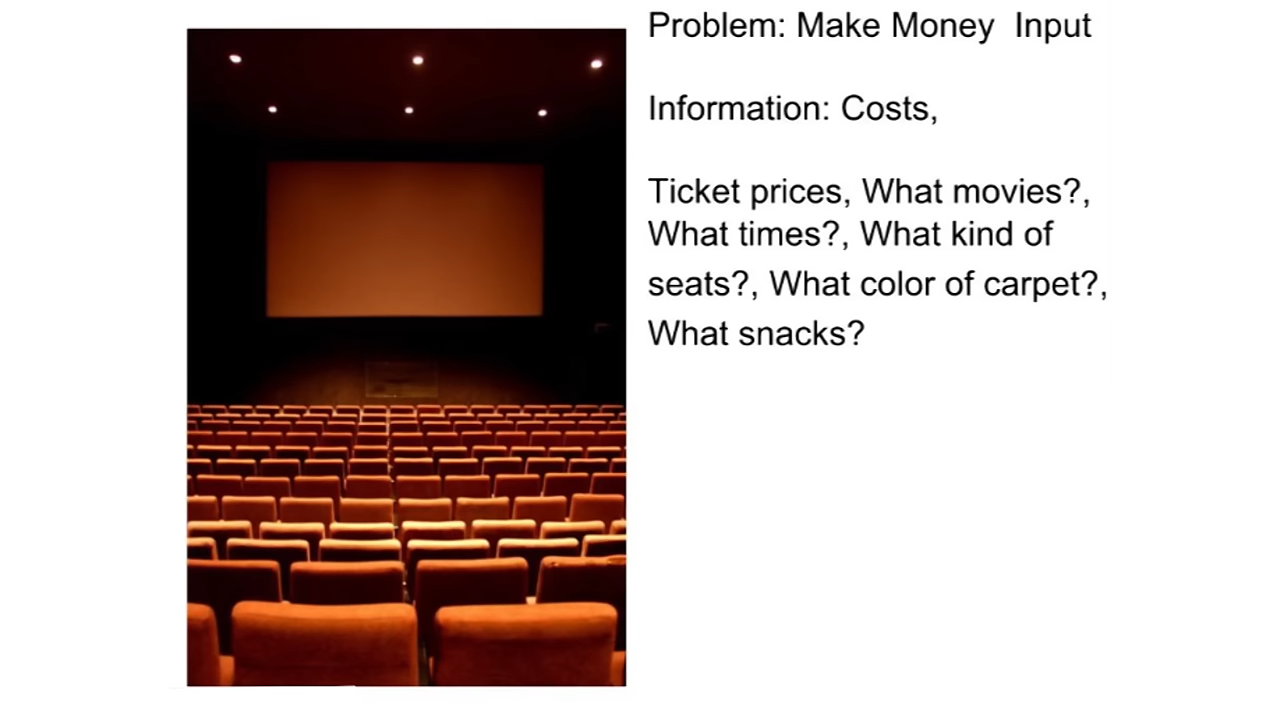 Problem: Make Money  Input
Information: Costs,
Ticket prices, What movies?,
What times?, What kind of
seats?, What color of carpet?,
What snacks?